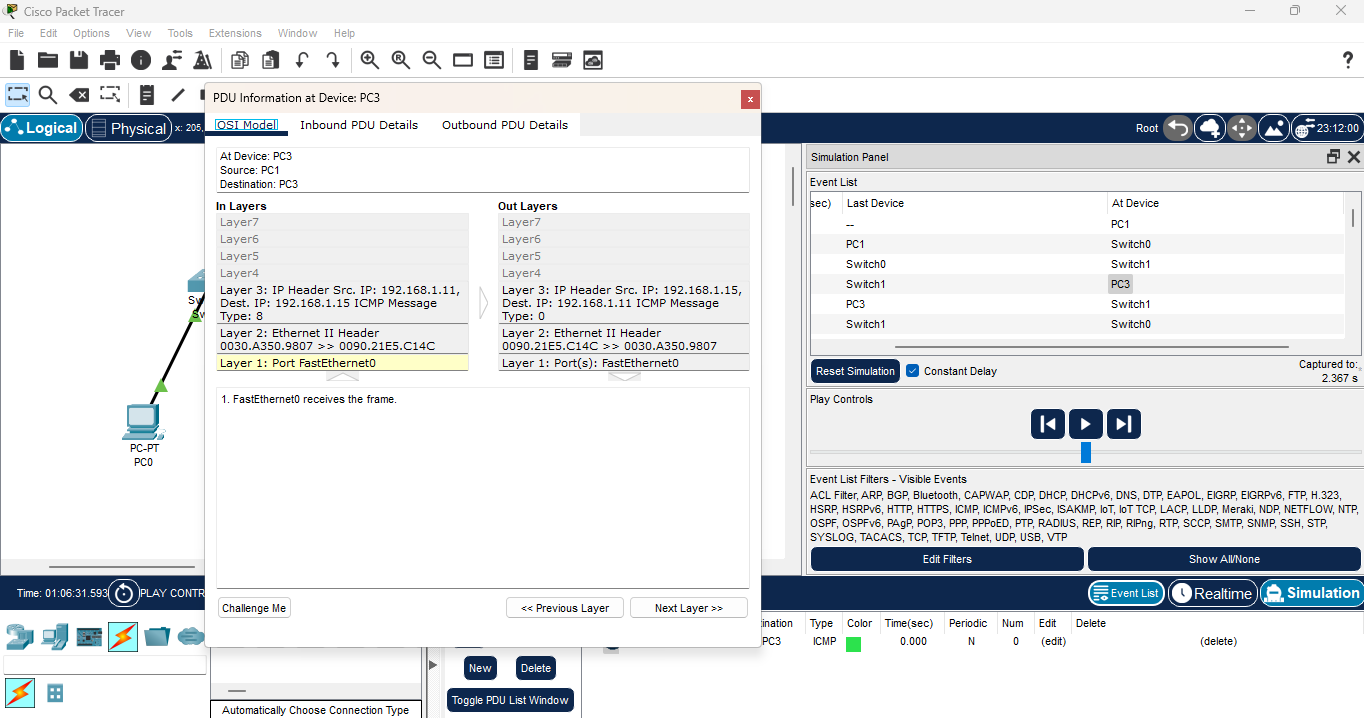 Cisco Packet Tracer
File Edit Options View Tools Extensions Window Help
PDU Information at Device: PC3
x
OSI Model Inbound PDU Details Outbound PDU Details
At Device: PC3
Source: PC1
Destination: PC3
In Layers
Layer7
Layer6
Layer5
Layer4
Layer 3: IP Header Src. IP: 192.168.1.11,
Dest. IP: 192.168.1.15 ICMP Message
Type: 8
Layer 2: Ethernet II Header
0030.A350.9807 >> 0090.21E5.C14C
Layer 1: Port FastEthernet0
Out Layers
Layer7
Layer6
Layer5
Layer4
Layer 3: IP Header Src. IP: 192.168.1.15,
Dest. IP: 192.168.1.11 ICMP Message
Type: 0
Layer 2: Ethernet II Header
0090.21E5.C14C >> 0030.A350.9807
Layer 1: Port(s): FastEthernet0
1. FastEthernet0 receives the frame.
Challenge Me << Previous Layer Next Layer >>
Logical Physical x: 205,
Root 23:12:00
PC-PT
PC0
Simulation Panel
Event List
sec) Last Device At Device
-- PC1
PC1 Switch0
Switch0 Switch1
Switch1 PC3
PC3 Switch1
Switch1 Switch0
Reset Simulation Constant Delay
Captured to:
2.367 s
Play Controls
Event List Filters - Visible Events
ACL Filter, ARP, BGP, Bluetooth, CAPWAP, CDP, DHCP, DHCPv6, DNS, DTP, EAPOL, EIGRP, EIGRPv6, FTP, H.323,
HSRP, HSRPv6, HTTP, HTTPS, ICMP, ICMPv6, IPSec, ISAKMP, IoT, IoT TCP, LACP, LLDP, Meraki, NDP, NETFLOW, NTP,
OSPF, OSPFv6, PAgP, POP3, PPP, PPPoED, PTP, RADIUS, REP, RIP, RIPng, RTP, SCCP, SMTP, SNMP, SSH, STP,
SYSLOG, TACACS, TCP, TFTP, Telnet, UDP, USB, VTP
Edit Filters Show All/None
Time: 01:06:31.593 PLAY CONTR
Event List Realtime Simulation
ination Type Color Time(sec) Periodic Num Edit Delete
PC3 ICMP 0.000 N 0 (edit) (delete)
New Delete
Toggle PDU List Window
Automatically Choose Connection Type